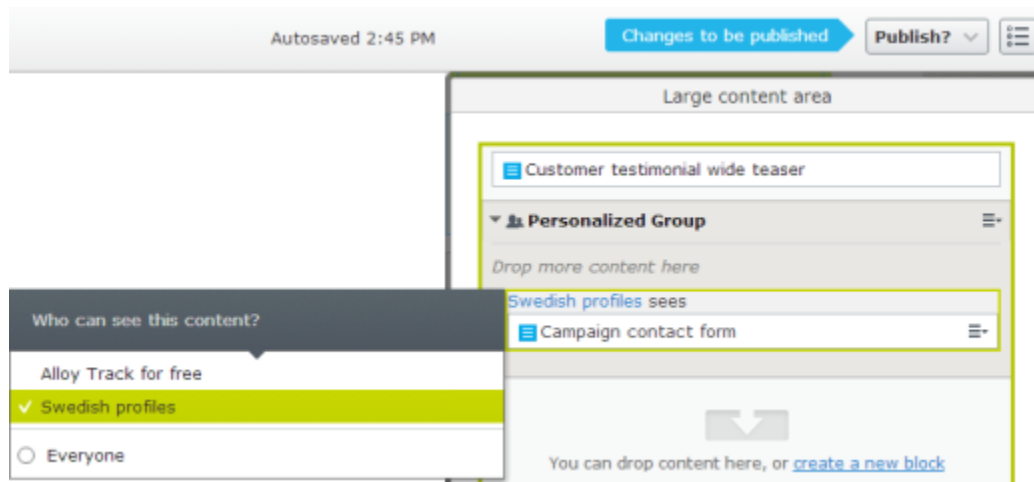 Autosaved 2:45 PM
Changes to be published
Publish?
Large content area
Customer testimonial wide teaser
Personalized Group
Drop more content here
Swedish profiles sees
Campaign contact form
Who can see this content?
Alloy Track for free
Swedish profiles
Everyone
You can drop content here, or create a new block